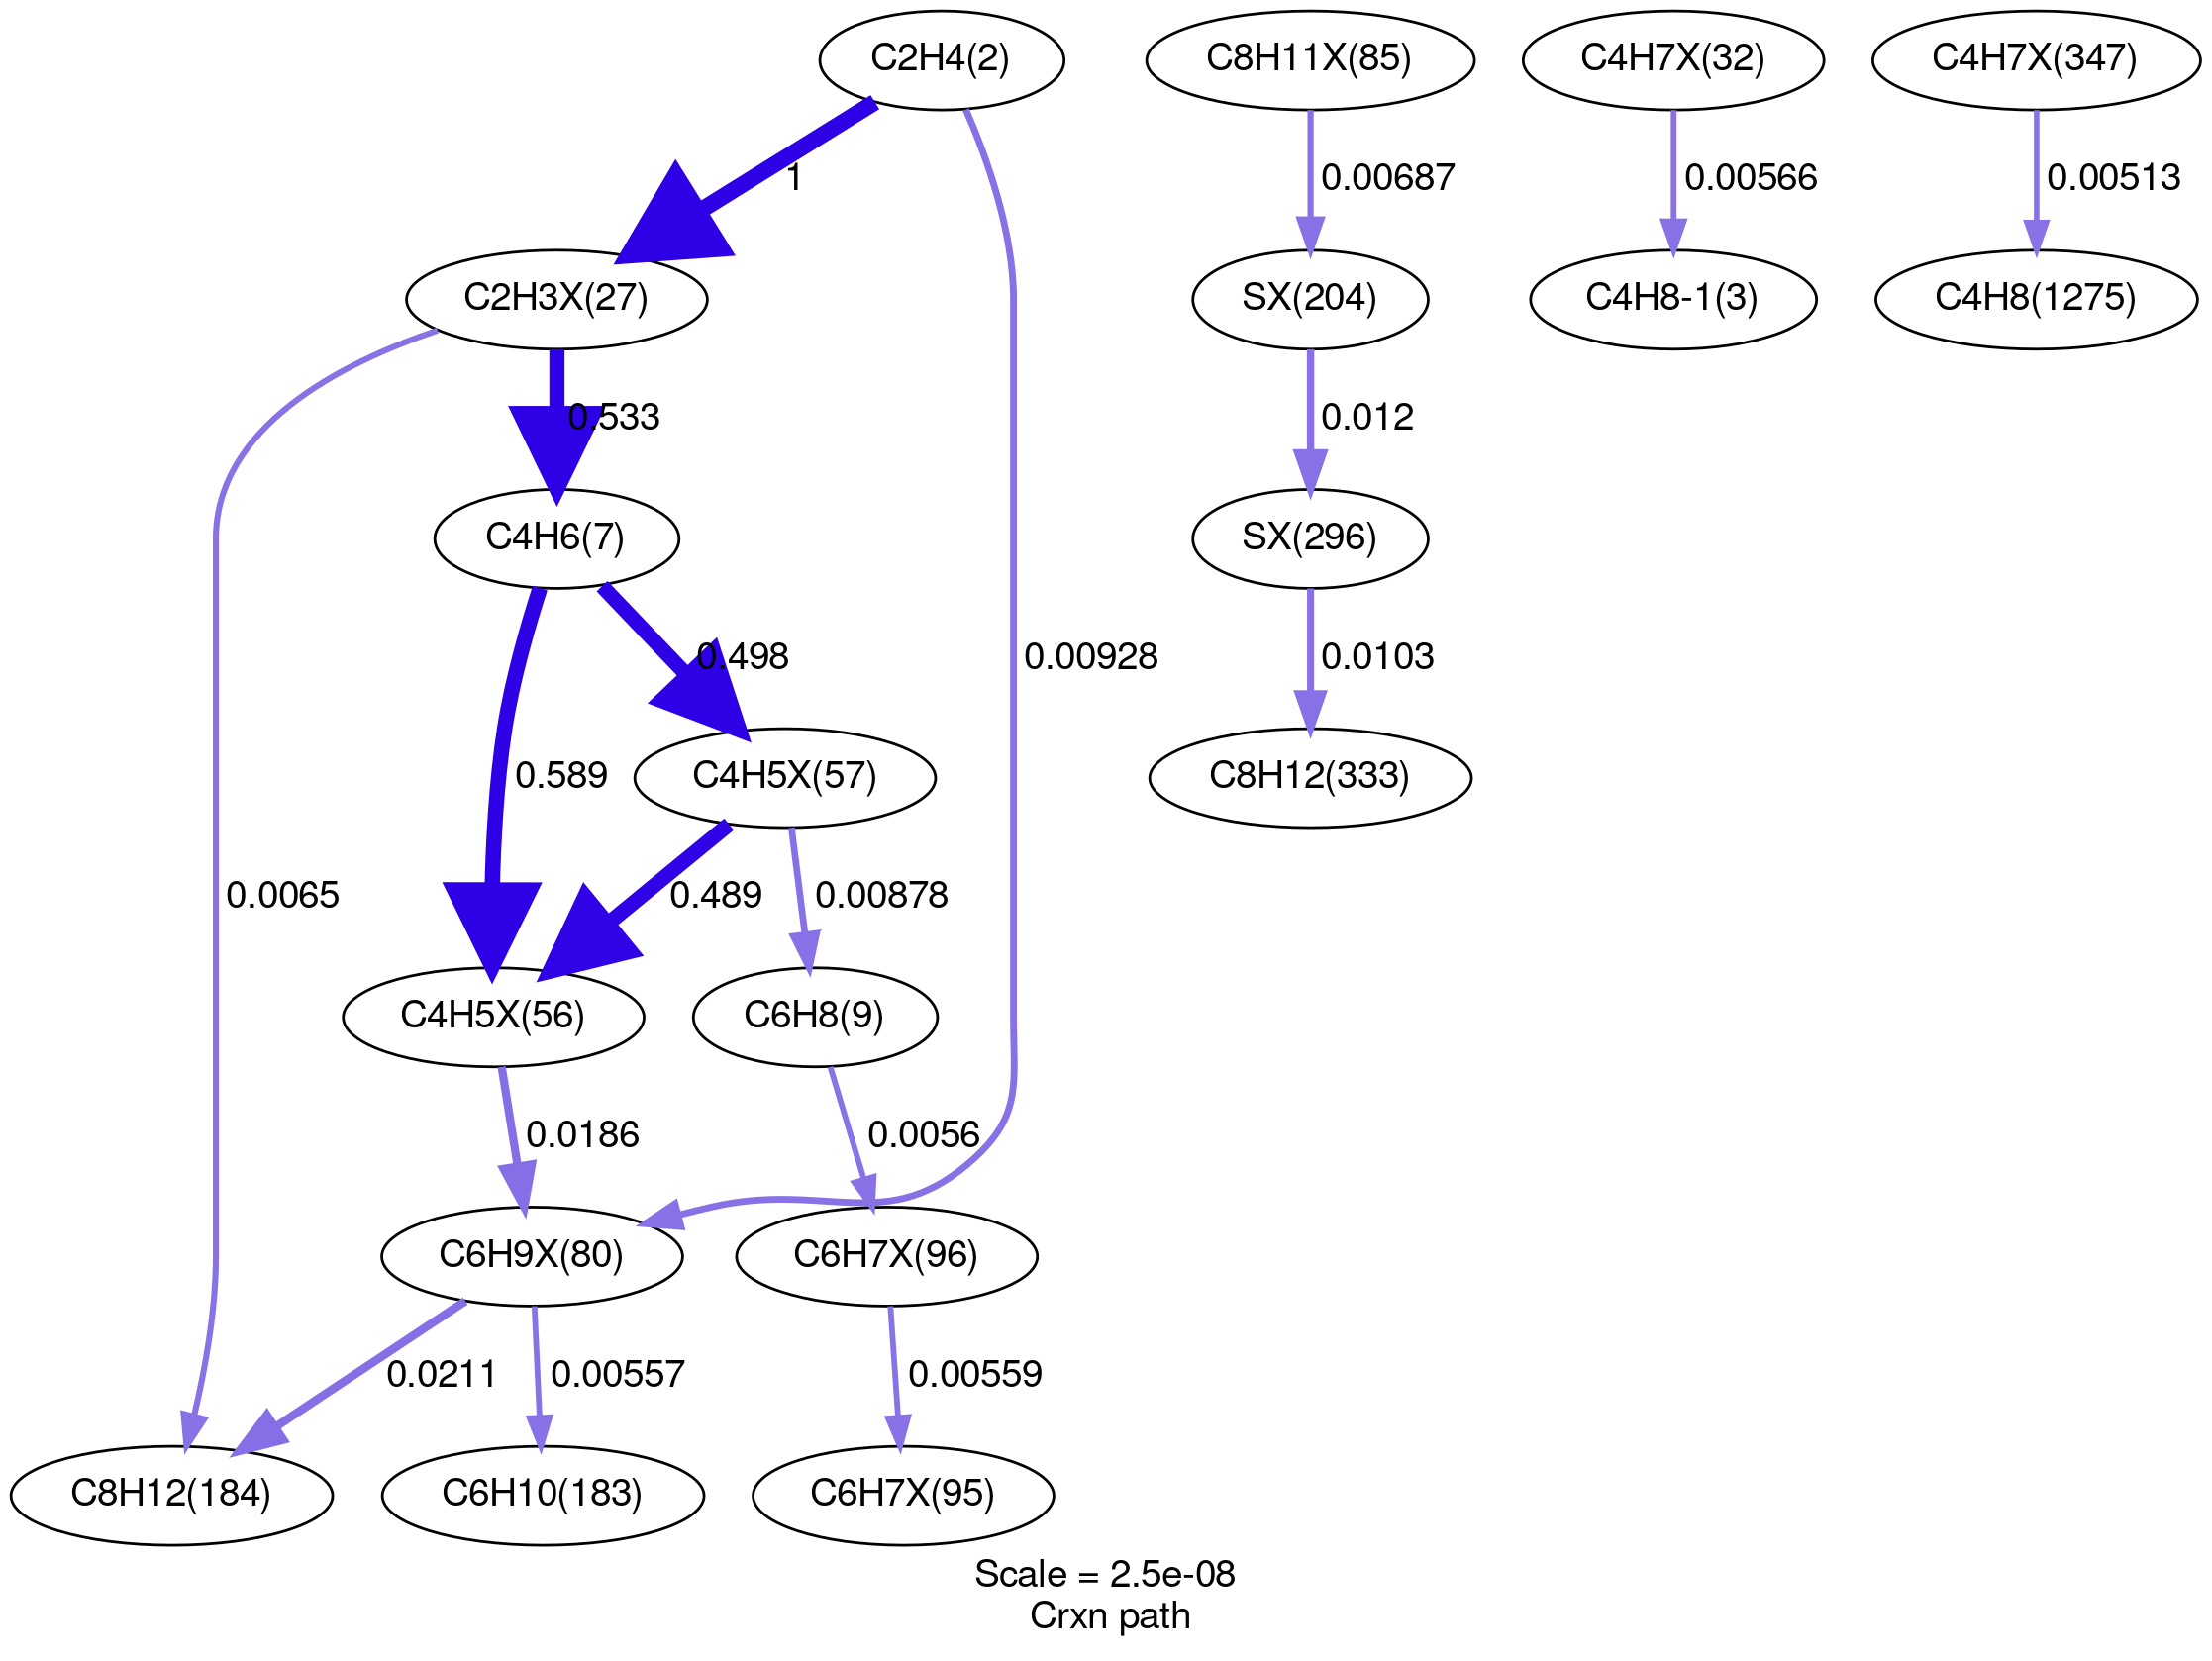 C2H4(2)
C8H11X(85)
C4H7X(32)
C4H7X(347)
1
0.00687
0.00566
0.00513
C2H3X(27)
SX(204)
C4H8-1(3)
C4H8(1275)
0.533
0.012
C4H6(7)
SX(296)
0.498
0.00928
0.0103
0.589
C4H5X(57)
C8H12(333)
0.0065
0.489
0.00878
C4H5X(56)
C6H8(9)
0.0186
0.0056
C6H9X(80)
C6H7X(96)
0.0211
0.00557
0.00559
C8H12(184)
C6H10(183)
C6H7X(95)
Scale = 2.5e-08
Crxn path